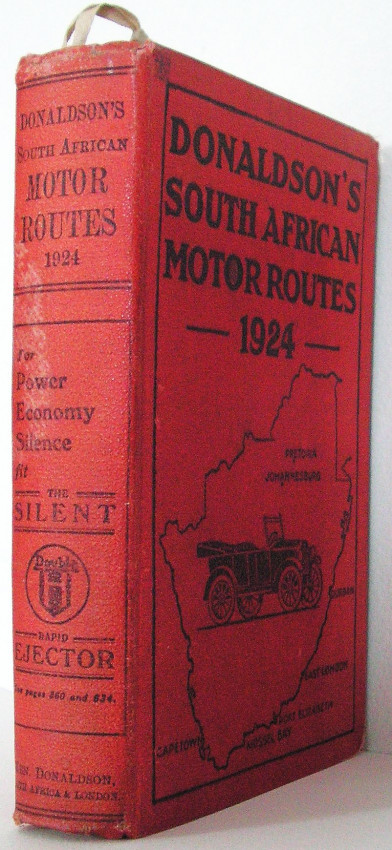 DONALDSON'S
SOUTH AFRICAN
MOTOR
ROUTES
1924
For
Power
Economy
Silence
fit
THE
SILENT
Double
RAPID
EJECTOR
See pages 260 and 634.
DONALDSON,
AFRICA & LONDON.
DONALDSON'S
SOUTH AFRICAN
MOTOR ROUTES
— 1924 —
PRETORIA
JOHANNESBURG
DURBAN
EAST LONDON
PORT ELIZABETH
MOSSEL BAY
CAPETOWN